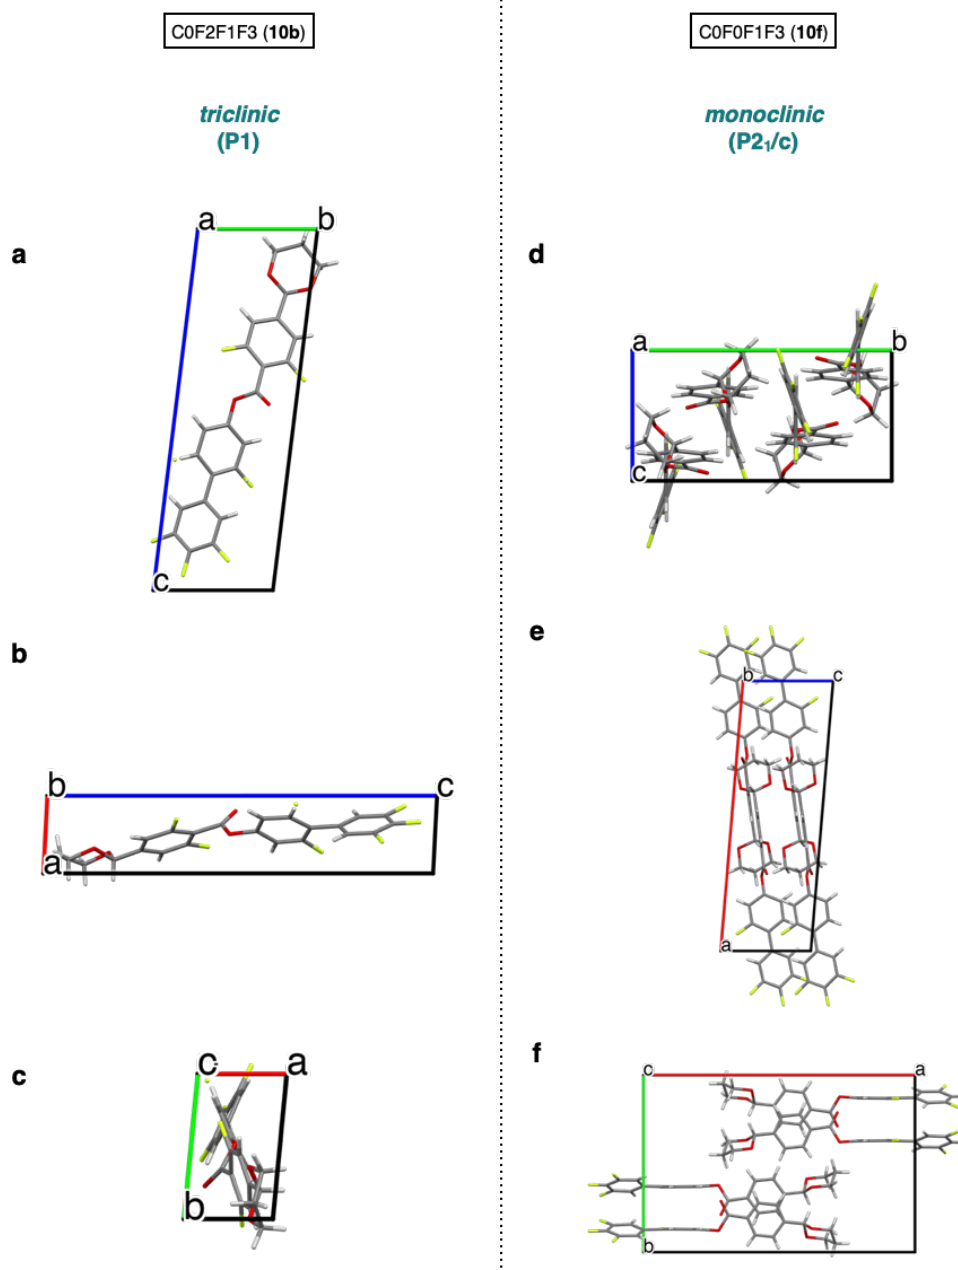 C0F2F1F3 (10b)
C0F0F1F3 (10f)
triclinic
(P1)
monoclinic
(P2₁/c)
a
a b
c
d
a b
c
b
b c
a
e
b c
a
c
c a
b
f
c a
b